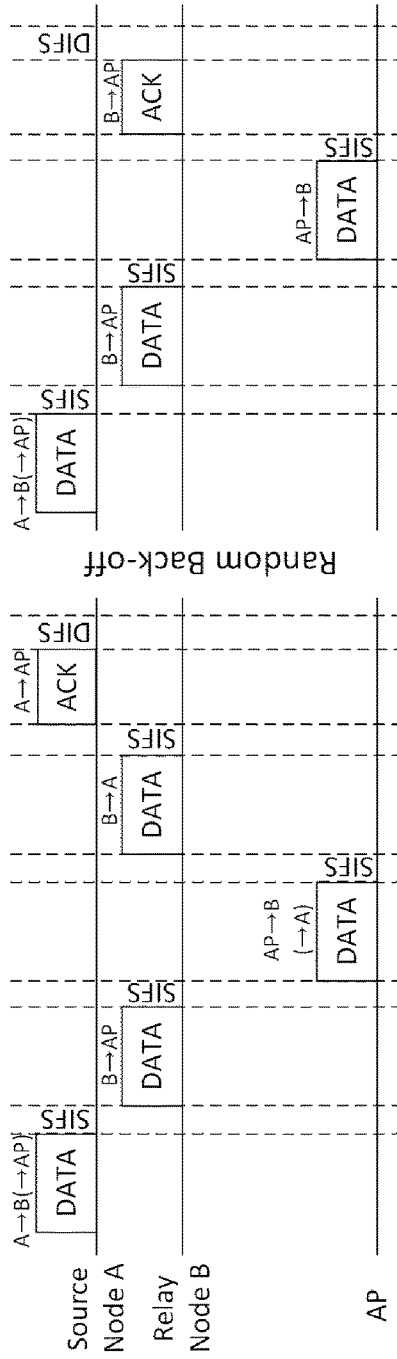 Source
Node A
Relay
Node B
AP
A→B(→AP)
DATA
SIFS
B→AP
DATA
SIFS
AP→B
(→A)
DATA
SIFS
B→A
DATA
SIFS
A→AP
ACK
DIFS
Random Back-off
A→B(→AP)
DATA
SIFS
B→AP
DATA
SIFS
AP→B
DATA
SIFS
B→AP
ACK
DIFS